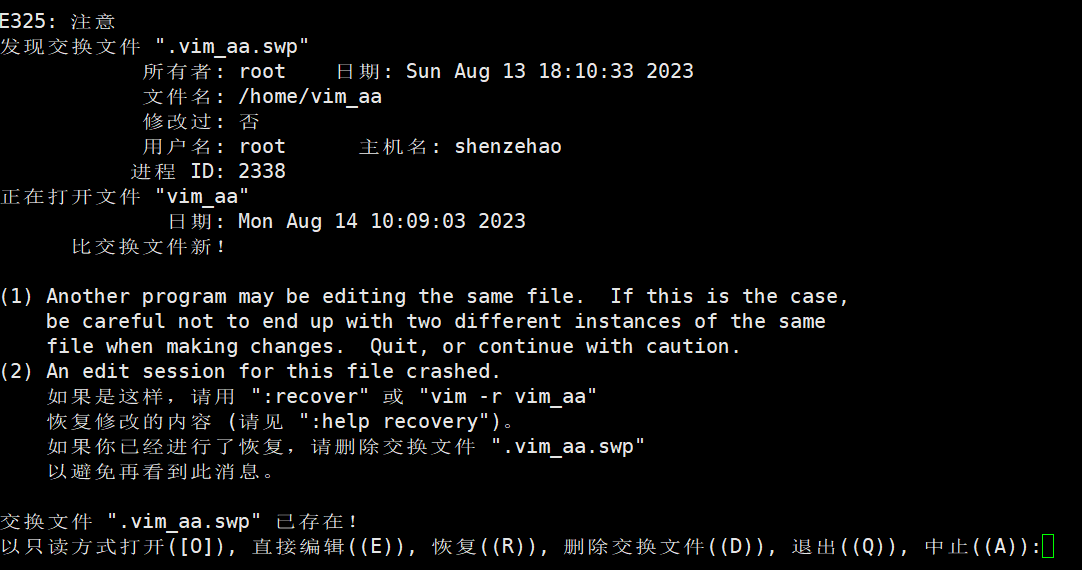 E325: 注意
发现交换文件 ".vim_aa.swp"
所有者: root 日期: Sun Aug 13 18:10:33 2023
文件名: /home/vim_aa
修改过: 否
用户名: root 主机名: shenzehao
进程 ID: 2338
正在打开文件 "vim_aa"
日期: Mon Aug 14 10:09:03 2023
比交换文件新!
(1) Another program may be editing the same file. If this is the case,
be careful not to end up with two different instances of the same
file when making changes. Quit, or continue with caution.
(2) An edit session for this file crashed.
如果是这样，请用 ":recover" 或 "vim -r vim_aa"
恢复修改的内容 (请见 ":help recovery")。
如果你已经进行了恢复，请删除交换文件 ".vim_aa.swp"
以避免再看到此消息。
交换文件 ".vim_aa.swp" 已存在!
以只读方式打开([O]), 直接编辑((E)), 恢复((R)), 删除交换文件((D)), 退出((Q)), 中止((A)):